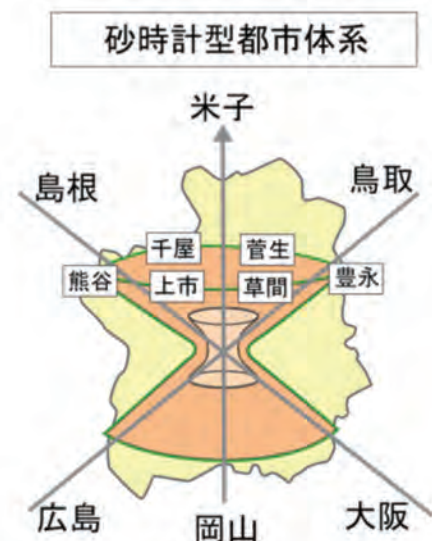 砂時計型都市体系
米子
島根
鳥取
千屋
菅生
熊谷
上市
草間
豊永
広島
岡山
大阪